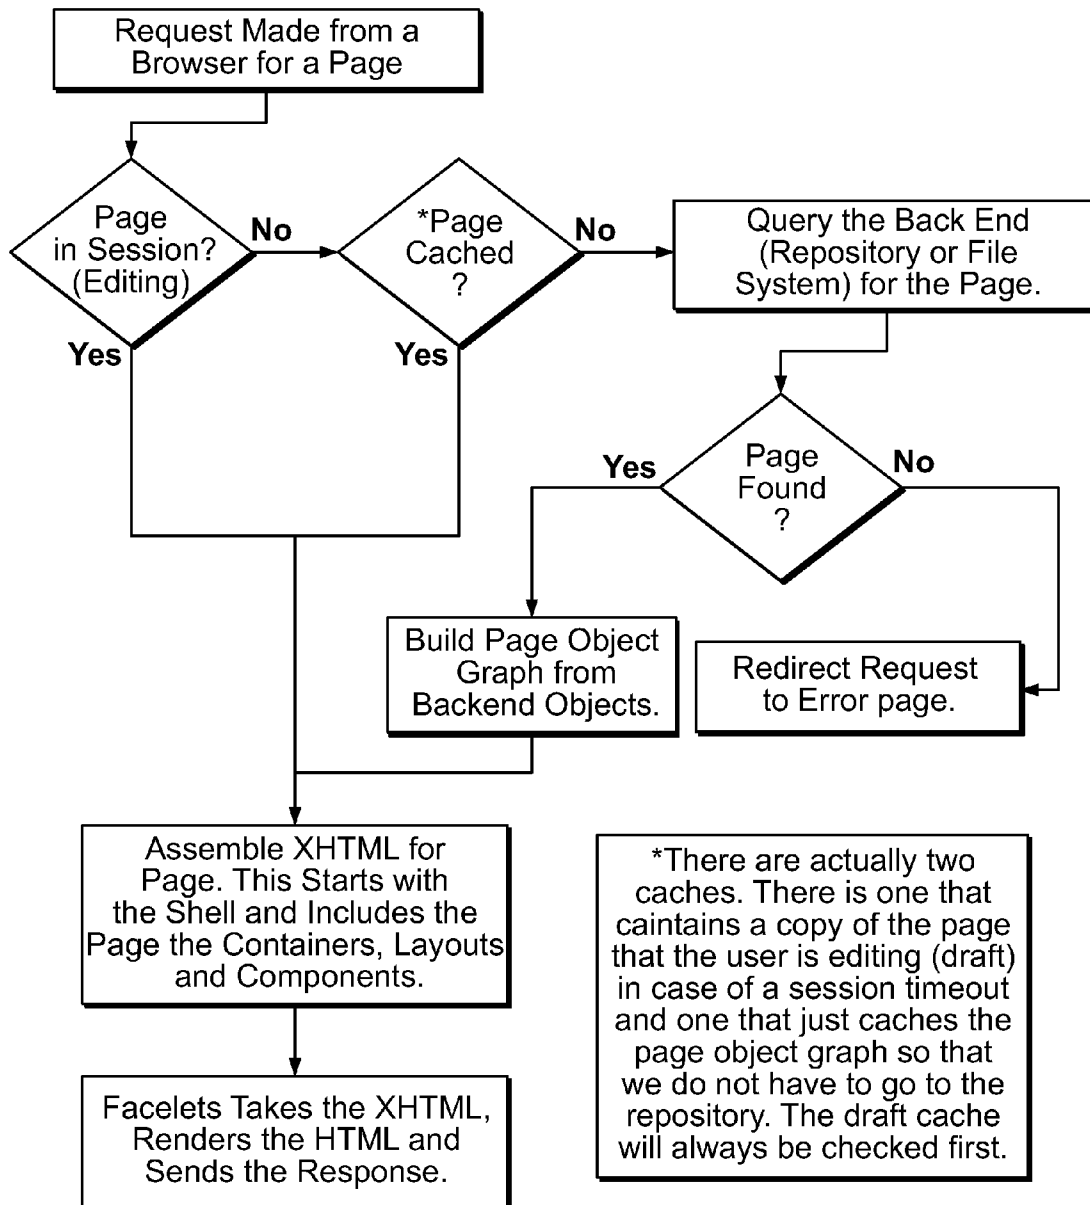 Request Made from a
Browser for a Page
Page
in Session?
(Editing)
No
Yes
*Page
Cached
?
No
Yes
Query the Back End
(Repository or File
System) for the Page.
Page
Found
?
Yes
No
Build Page Object
Graph from
Backend Objects.
Redirect Request
to Error page.
Assemble XHTML for
Page. This Starts with
the Shell and Includes the
Page the Containers, Layouts
and Components.
Facelets Takes the XHTML,
Renders the HTML and
Sends the Response.
*There are actually two
caches. There is one that
caintains a copy of the page
that the user is editing (draft)
in case of a session timeout
and one that just caches the
page object graph so that
we do not have to go to the
repository. The draft cache
will always be checked first.